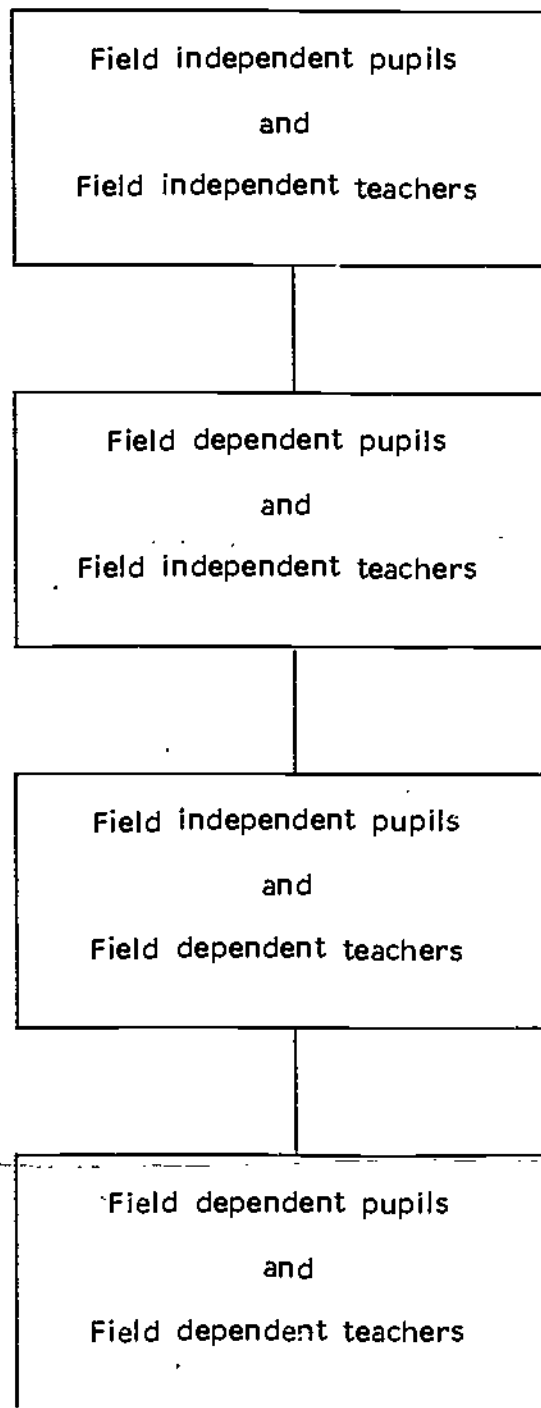 Field independent pupils
and
Field independent teachers
Field dependent pupils
and
Field independent teachers
Field independent pupils
and
Field dependent teachers
Field dependent pupils
and
Field dependent teachers